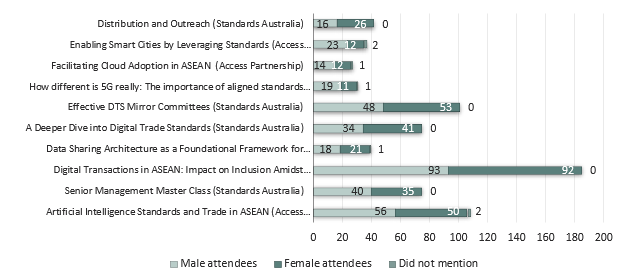 Distribution and Outreach (Standards Australia) 16 26 0
Enabling Smart Cities by Leveraging Standards (Access... 23 12 2
Facilitating Cloud Adoption in ASEAN (Access Partnership) 14 12 1
How different is 5G really: The importance of aligned standards... 19 11 1
Effective DTS Mirror Committees (Standards Australia) 48 53 0
A Deeper Dive into Digital Trade Standards (Standards Australia) 34 41 0
Data Sharing Architecture as a Foundational Framework for... 18 21 1
Digital Transactions in ASEAN: Impact on Inclusion Amidst... 93 92 0
Senior Management Master Class (Standards Australia) 40 35 0
Artificial Intelligence Standards and Trade in ASEAN (Access... 56 50 2
0 20 40 60 80 100 120 140 160 180 200
Male attendees Female attendees Did not mention